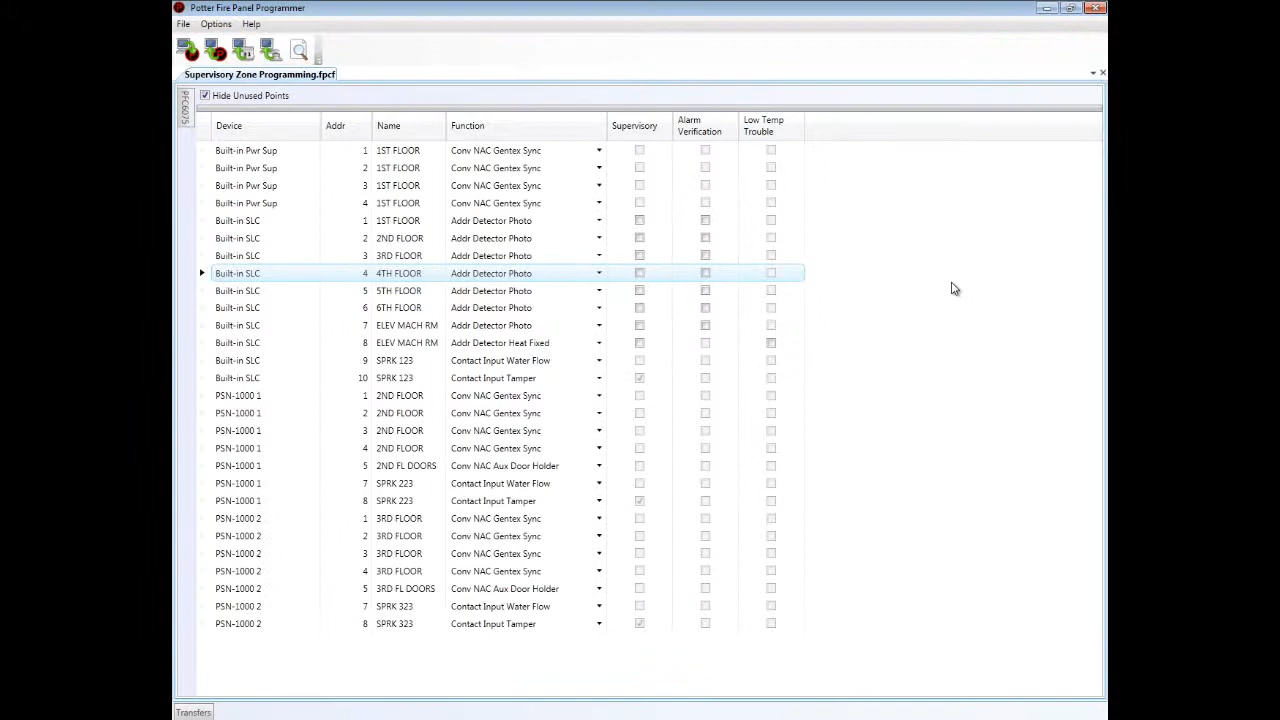 Potter Fire Panel Programmer
File Options Help
Supervisory Zone Programming.fpcf
PFC6075
Hide Unused Points
Device Addr Name Function Supervisory Alarm Verification Low Temp Trouble
Built-in Pwr Sup 1 1ST FLOOR Conv NAC Gentex Sync
Built-in Pwr Sup 2 1ST FLOOR Conv NAC Gentex Sync
Built-in Pwr Sup 3 1ST FLOOR Conv NAC Gentex Sync
Built-in Pwr Sup 4 1ST FLOOR Conv NAC Gentex Sync
Built-in SLC 1 1ST FLOOR Addr Detector Photo
Built-in SLC 2 2ND FLOOR Addr Detector Photo
Built-in SLC 3 3RD FLOOR Addr Detector Photo
Built-in SLC 4 4TH FLOOR Addr Detector Photo
Built-in SLC 5 5TH FLOOR Addr Detector Photo
Built-in SLC 6 6TH FLOOR Addr Detector Photo
Built-in SLC 7 ELEV MACH RM Addr Detector Photo
Built-in SLC 8 ELEV MACH RM Addr Detector Heat Fixed
Built-in SLC 9 SPRK 123 Contact Input Water Flow
Built-in SLC 10 SPRK 123 Contact Input Tamper
PSN-1000 1 1 2ND FLOOR Conv NAC Gentex Sync
PSN-1000 1 2 2ND FLOOR Conv NAC Gentex Sync
PSN-1000 1 3 2ND FLOOR Conv NAC Gentex Sync
PSN-1000 1 4 2ND FLOOR Conv NAC Gentex Sync
PSN-1000 1 5 2ND FL DOORS Conv NAC Aux Door Holder
PSN-1000 1 7 SPRK 223 Contact Input Water Flow
PSN-1000 1 8 SPRK 223 Contact Input Tamper
PSN-1000 2 1 3RD FLOOR Conv NAC Gentex Sync
PSN-1000 2 2 3RD FLOOR Conv NAC Gentex Sync
PSN-1000 2 3 3RD FLOOR Conv NAC Gentex Sync
PSN-1000 2 4 3RD FLOOR Conv NAC Gentex Sync
PSN-1000 2 5 3RD FL DOORS Conv NAC Aux Door Holder
PSN-1000 2 7 SPRK 323 Contact Input Water Flow
PSN-1000 2 8 SPRK 323 Contact Input Tamper
Transfers